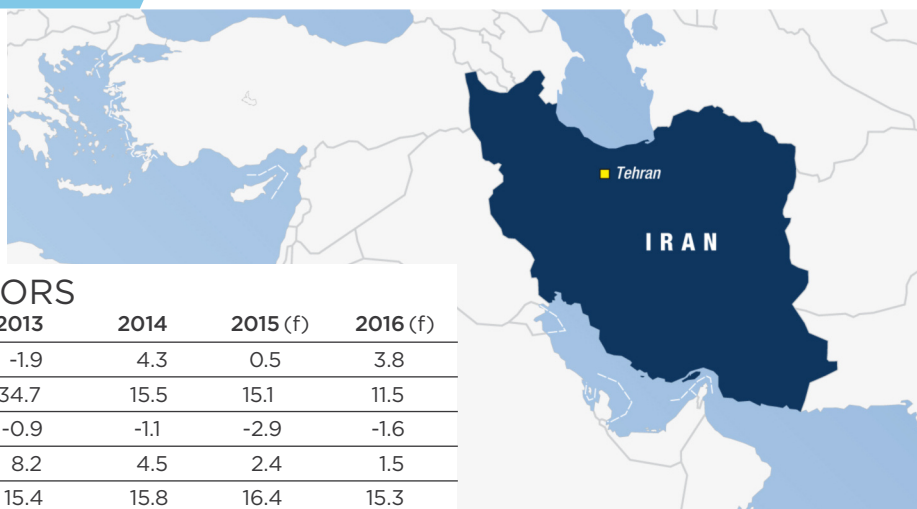 Tehran
IRAN
ORS
2013 2014 2015 (f) 2016 (f)
-1.9 4.3 0.5 3.8
34.7 15.5 15.1 11.5
-0.9 -1.1 -2.9 -1.6
8.2 4.5 2.4 1.5
15.4 15.8 16.4 15.3